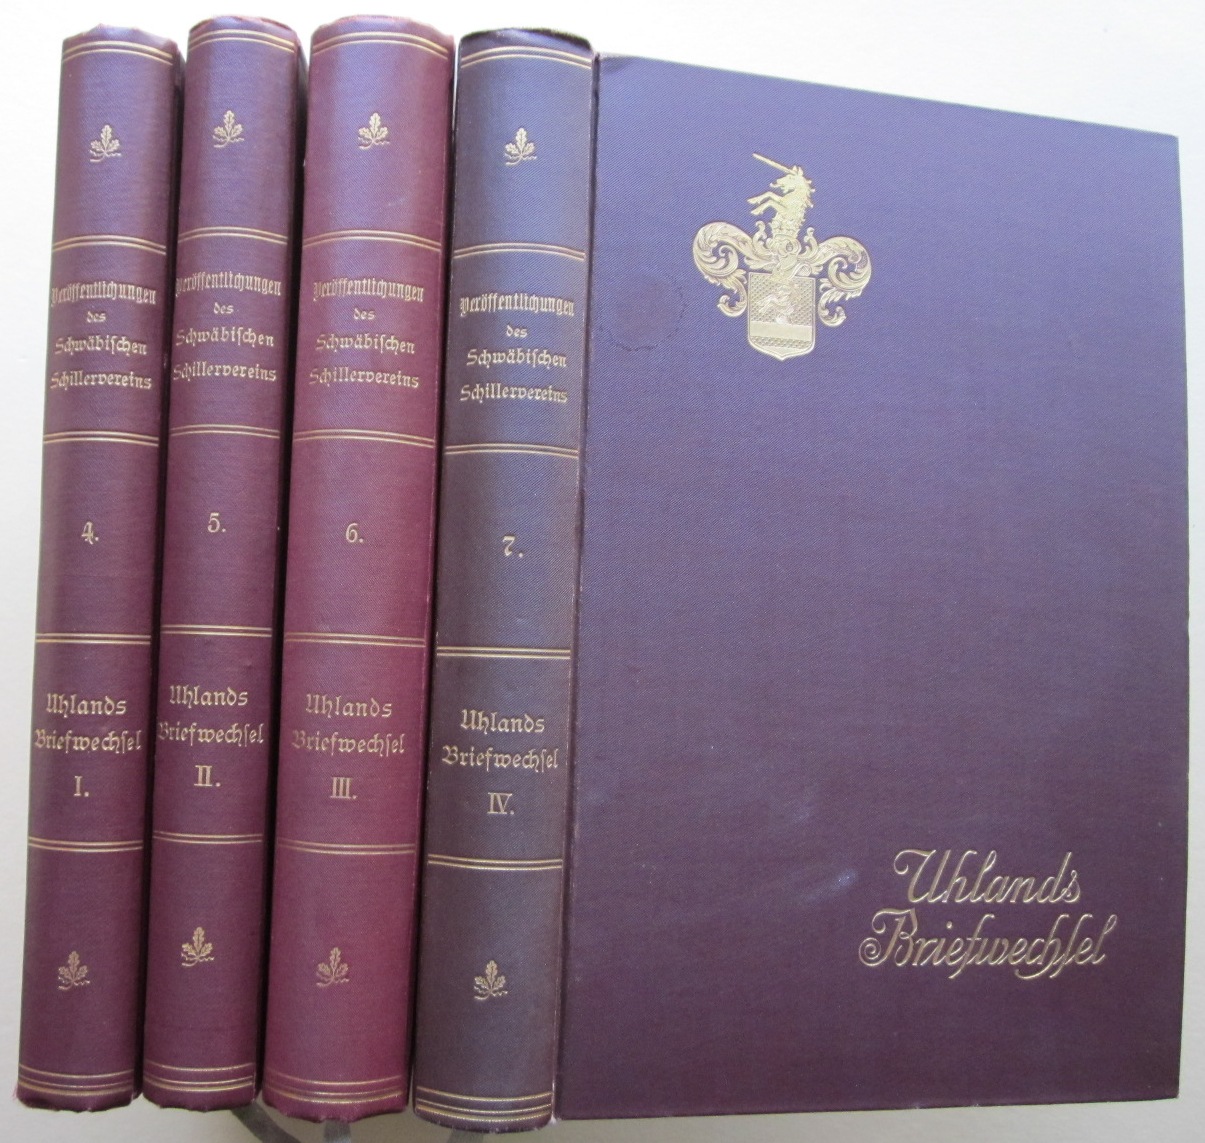 Veröffentlichungen
des
Schwäbiſchen
Schillervereins
4.
Uhlands
Briefwechſel
I.
Veröffentlichungen
des
Schwäbiſchen
Schillervereins
5.
Uhlands
Briefwechſel
II.
Veröffentlichungen
des
Schwäbiſchen
Schillervereins
6.
Uhlands
Briefwechſel
III.
Veröffentlichungen
des
Schwäbiſchen
Schillervereins
7.
Uhlands
Briefwechſel
IV.
Uhlands
Briefwechſel